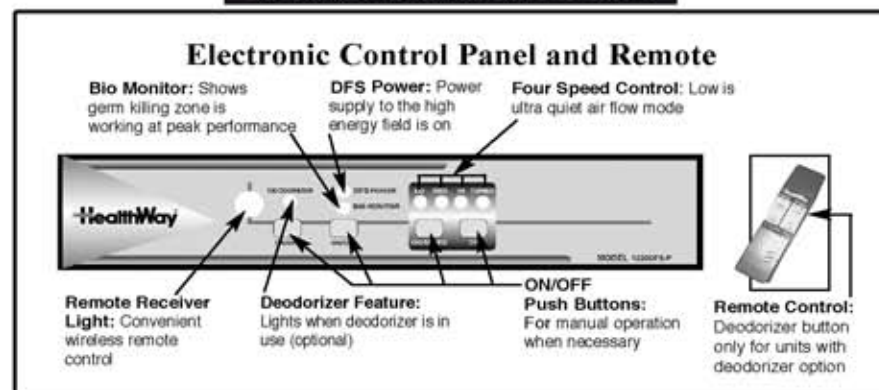 Electronic Control Panel and Remote
Bio Monitor: Shows
germ killing zone is
working at peak performance
DFS Power: Power
supply to the high
energy field is on
Four Speed Control: Low is
ultra quiet air flow mode
HealthWay
DEODORIZER
DFS POWER
BIO MONITOR
Remote Receiver
Light: Convenient
wireless remote
control
Deodorizer Feature:
Lights when deodorizer is in
use (optional)
ON/OFF
Push Buttons:
For manual operation
when necessary
Remote Control:
Deodorizer button
only for units with
deodorizer option